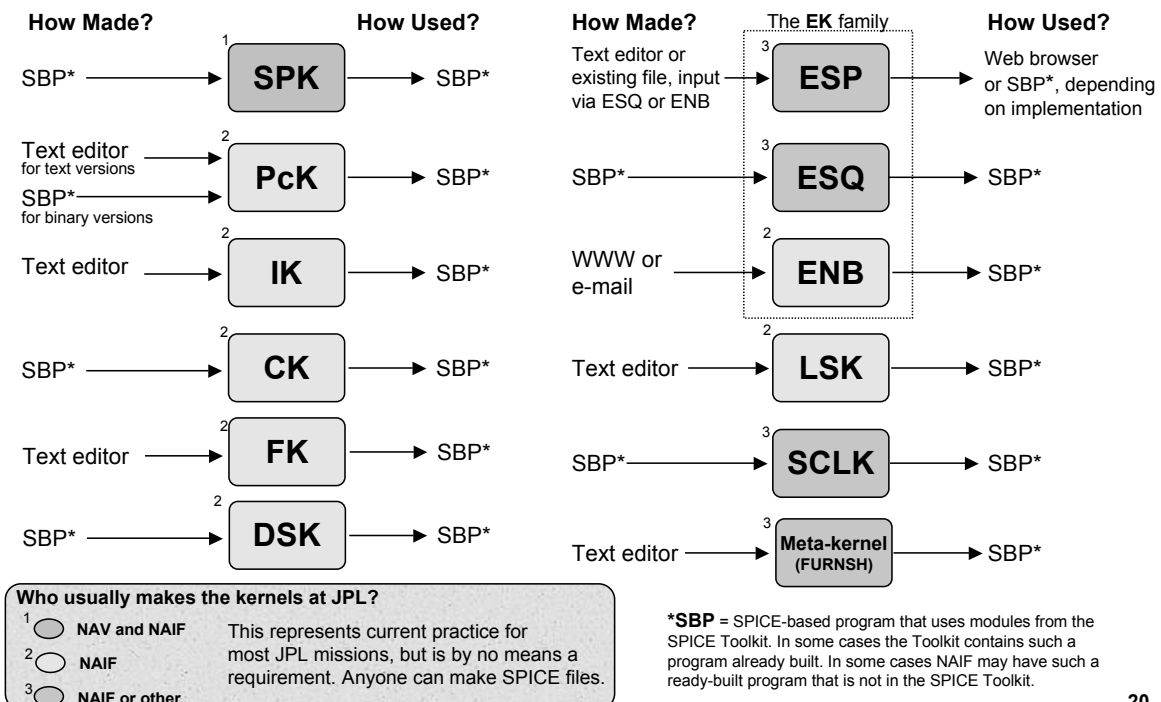 How Made?
How Used?
1
SBP*
SPK
SBP*
Text editor
for text versions
SBP*
for binary versions
2
PcK
SBP*
Text editor
2
IK
SBP*
SBP*
2
CK
SBP*
Text editor
2
FK
SBP*
SBP*
2
DSK
SBP*
How Made?
The EK family
How Used?
Text editor or
existing file, input
via ESQ or ENB
3
ESP
Web browser
or SBP*, depending
on implementation
SBP*
3
ESQ
SBP*
WWW or
e-mail
2
ENB
SBP*
Text editor
2
LSK
SBP*
SBP*
3
SCLK
SBP*
Text editor
3
Meta-kernel
(FURNSH)
SBP*
Who usually makes the kernels at JPL?
1 NAV and NAIF
2 NAIF
3 NAIF or other
This represents current practice for
most JPL missions, but is by no means a
requirement. Anyone can make SPICE files.
*SBP = SPICE-based program that uses modules from the
SPICE Toolkit. In some cases the Toolkit contains such a
program already built. In some cases NAIF may have such a
ready-built program that is not in the SPICE Toolkit.
20